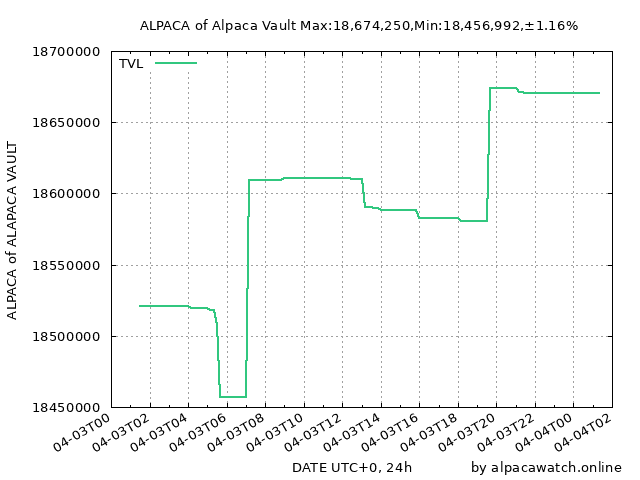 ALPACA of Alpaca Vault Max:18,674,250,Min:18,456,992,±1.16%
18700000
TVL
18650000
18600000
18550000
18500000
18450000
ALPACA of ALAPACA VAULT
04-03T00
04-03T02
04-03T04
04-03T06
04-03T08
04-03T10
04-03T12
04-03T14
04-03T16
04-03T18
04-03T20
04-03T22
04-04T00
04-04T02
DATE UTC+0, 24h
by alpacawatch.online